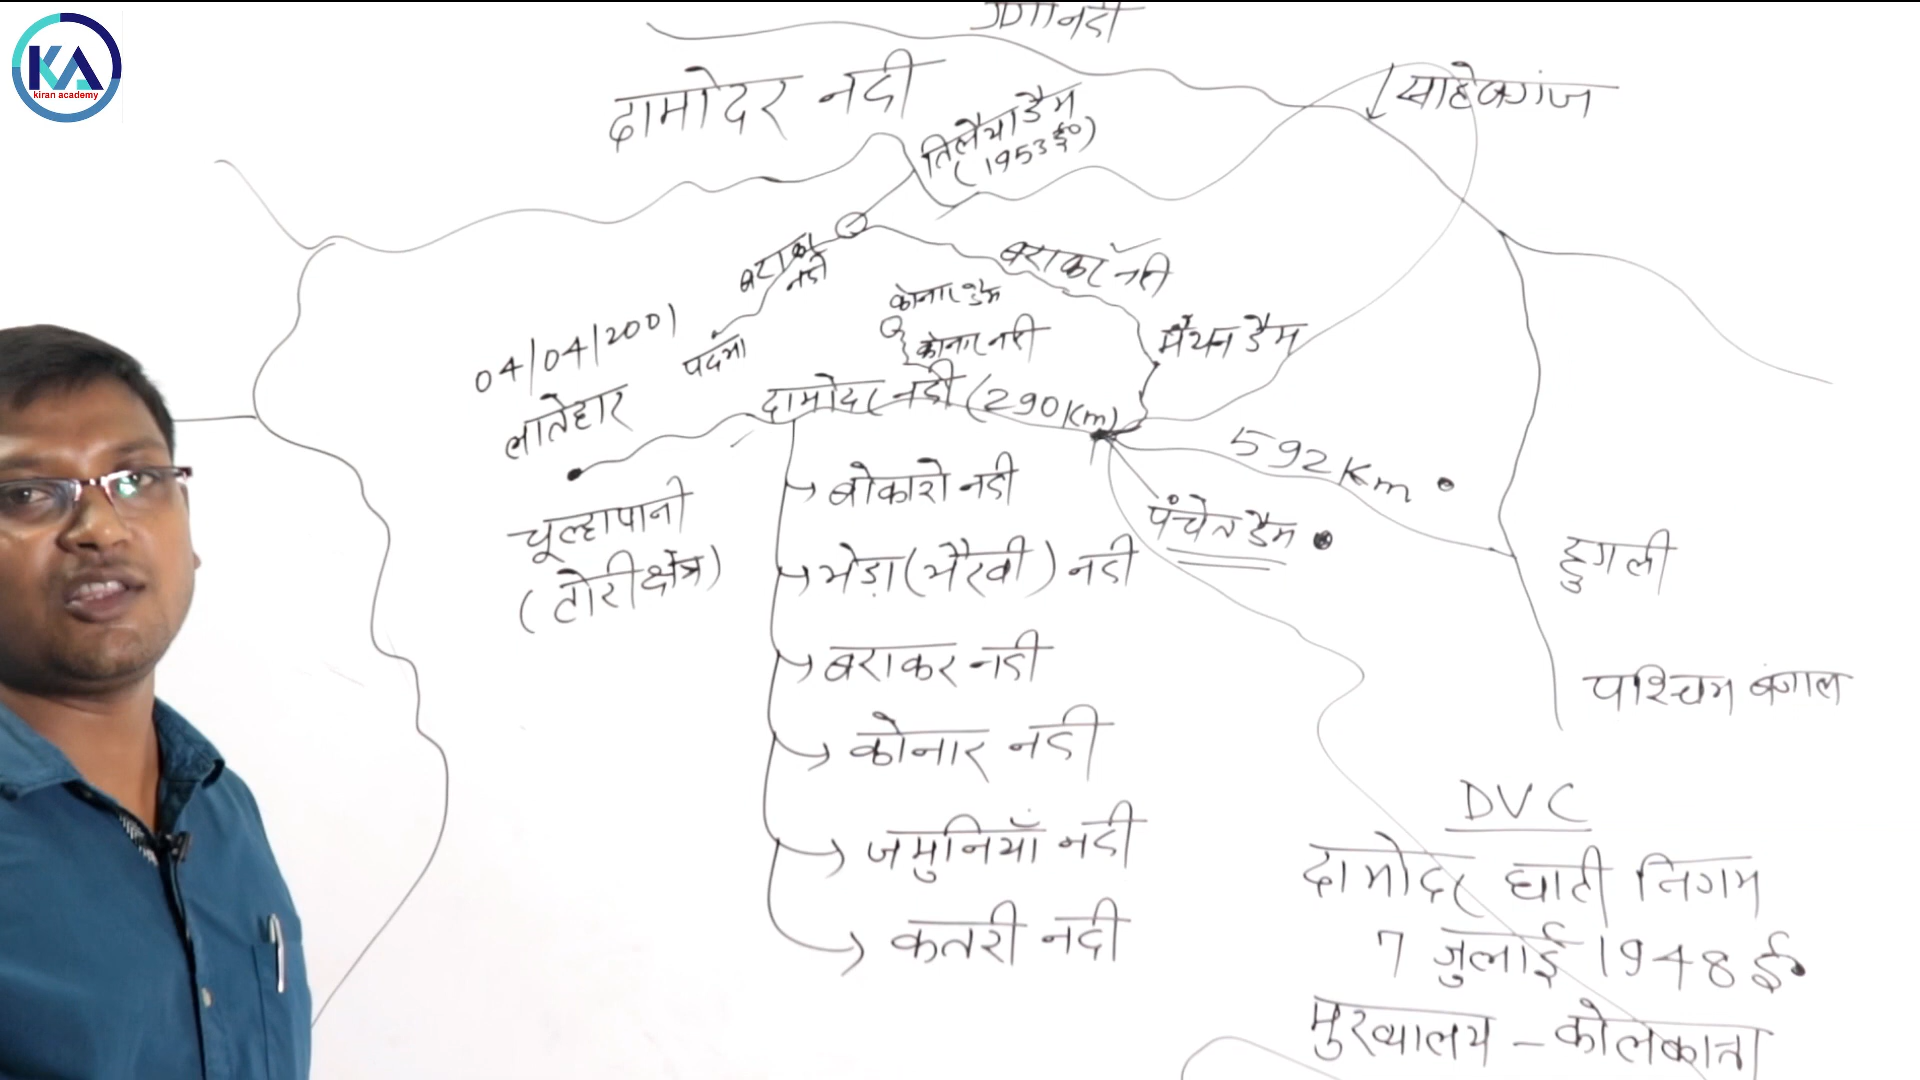 KA
kiran academy
नदी
दामोदर नदी
साहेबगंज
तिलैया डैम
(1953 ई०)
बराकर नदी
बराकर नदी
कोनार डैम
कोनार नदी
मैथन डैम
04/04/2001
लातेहार
पदमा
दामोदर नदी (290 Km)
592 Km
चूल्हापानी
(टोरी क्षेत्र)
पंचेत डैम
बोकारो नदी
भेड़ा (भैरवी) नदी
बराकर नदी
कोनार नदी
जमुनियाँ नदी
कतरी नदी
हुगली
पश्चिम बंगाल
DVC
दामोदर घाटी निगम
7 जुलाई 1948 ई०
मुख्यालय - कोलकाता